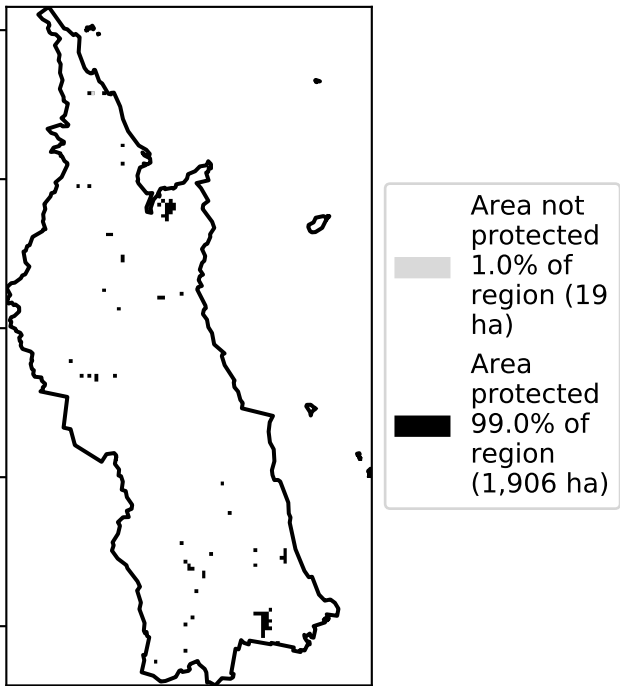 Area not
protected
1.0% of
region (19
ha)
Area
protected
99.0% of
region
(1,906 ha)